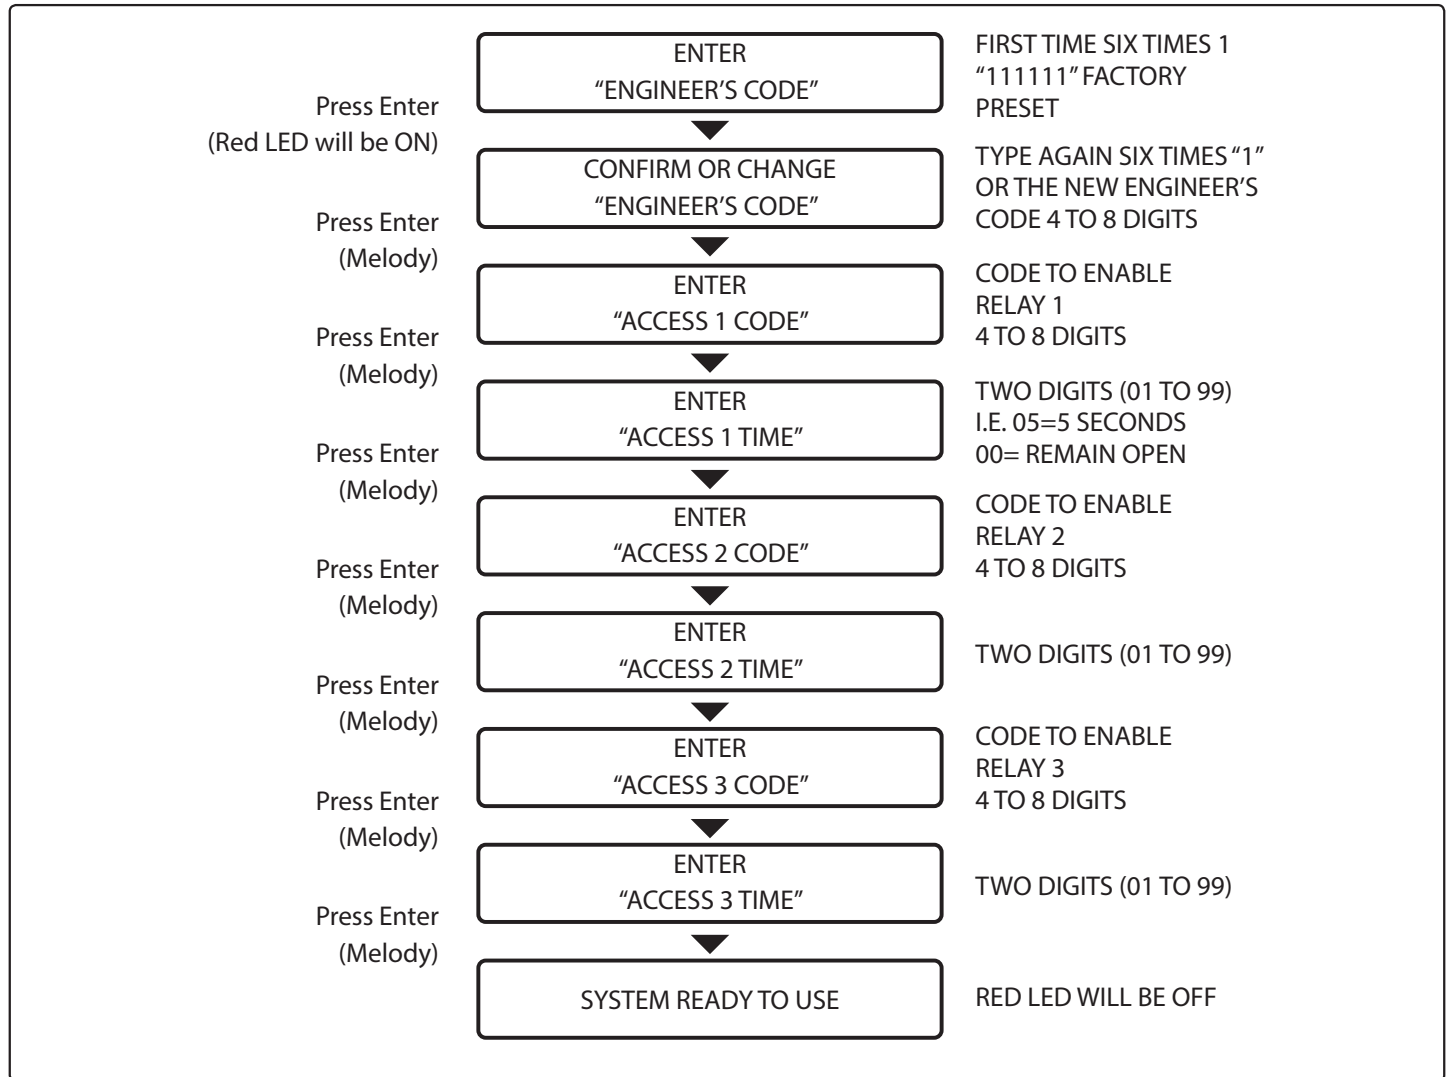 ENTER
“ENGINEER’S CODE”
FIRST TIME SIX TIMES 1
“111111” FACTORY
PRESET
Press Enter
(Red LED will be ON)
CONFIRM OR CHANGE
“ENGINEER’S CODE”
TYPE AGAIN SIX TIMES “1”
OR THE NEW ENGINEER’S
CODE 4 TO 8 DIGITS
Press Enter
(Melody)
ENTER
“ACCESS 1 CODE”
CODE TO ENABLE
RELAY 1
4 TO 8 DIGITS
Press Enter
(Melody)
ENTER
“ACCESS 1 TIME”
TWO DIGITS (01 TO 99)
I.E. 05=5 SECONDS
00= REMAIN OPEN
Press Enter
(Melody)
ENTER
“ACCESS 2 CODE”
CODE TO ENABLE
RELAY 2
4 TO 8 DIGITS
Press Enter
(Melody)
ENTER
“ACCESS 2 TIME”
TWO DIGITS (01 TO 99)
Press Enter
(Melody)
ENTER
“ACCESS 3 CODE”
CODE TO ENABLE
RELAY 3
4 TO 8 DIGITS
Press Enter
(Melody)
ENTER
“ACCESS 3 TIME”
TWO DIGITS (01 TO 99)
Press Enter
(Melody)
SYSTEM READY TO USE
RED LED WILL BE OFF